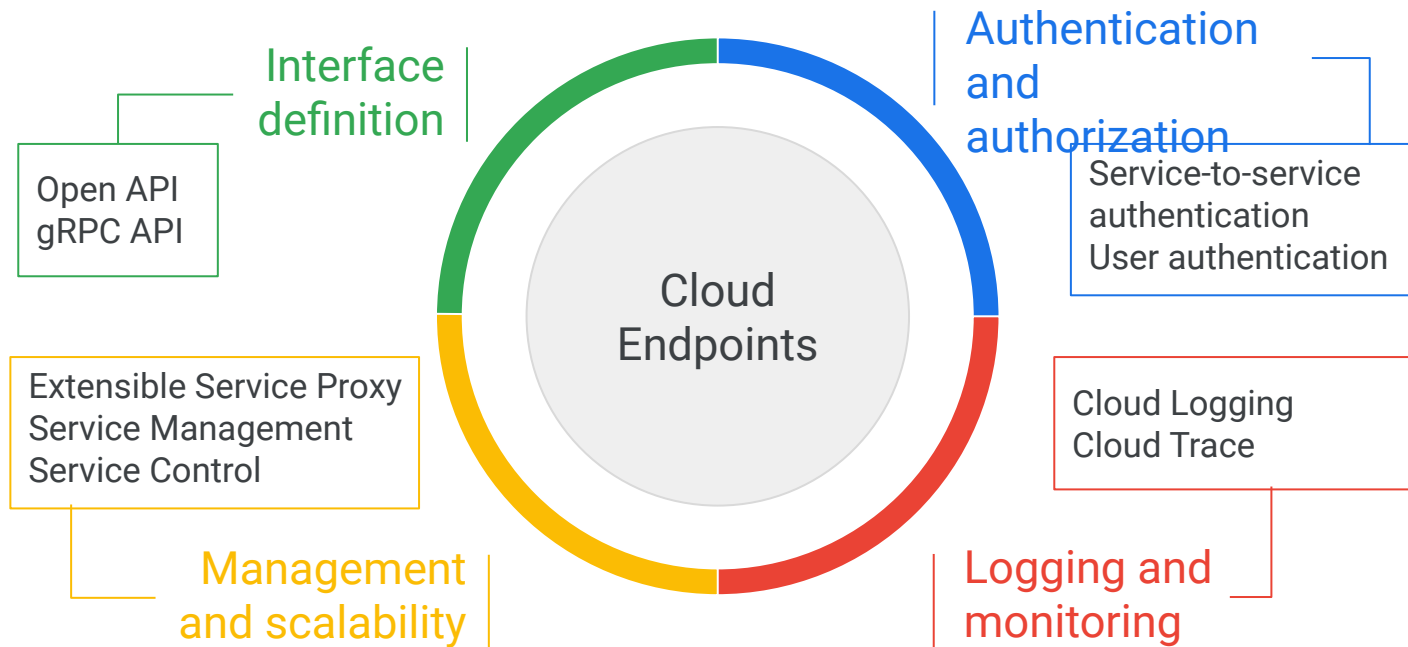 Interface
definition
Open API
gRPC API
Authentication
and
authorization
Service-to-service
authentication
User authentication
Cloud
Endpoints
Extensible Service Proxy
Service Management
Service Control
Management
and scalability
Cloud Logging
Cloud Trace
Logging and
monitoring